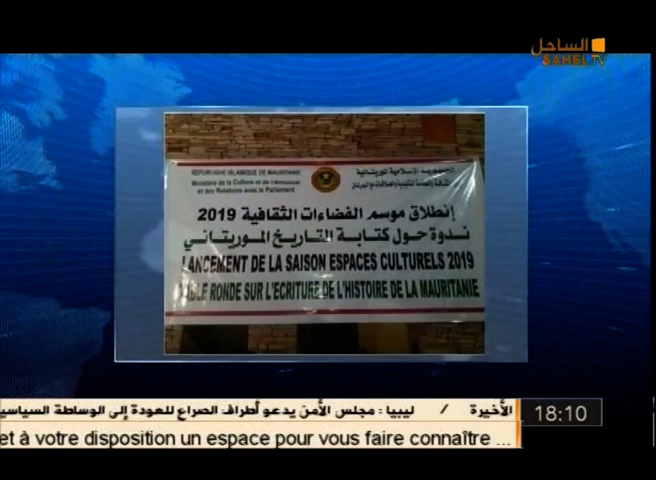 الساحل
SAHEL TV
REPUBLIQUE ISLAMIQUE DE MAURITANIE
الجمهورية الإسلامية الموريتانية
Ministère de la Culture et de l'Artisanat
et des Relations avec le Parlement
إنطلاق موسم الفضاءات الثقافية 2019
ندوة حول كتابة التاريخ الموريتاني
LANCEMENT DE LA SAISON ESPACES CULTURELS 2019
TABLE RONDE SUR L'ECRITURE DE L'HISTOIRE DE LA MAURITANIE
الأخيرة / ليبيا : مجلس الأمن يدعو أطراف الصراع للعودة إلى الوساطة السياسي
18:10
et à votre disposition un espace pour vous faire connaître ...